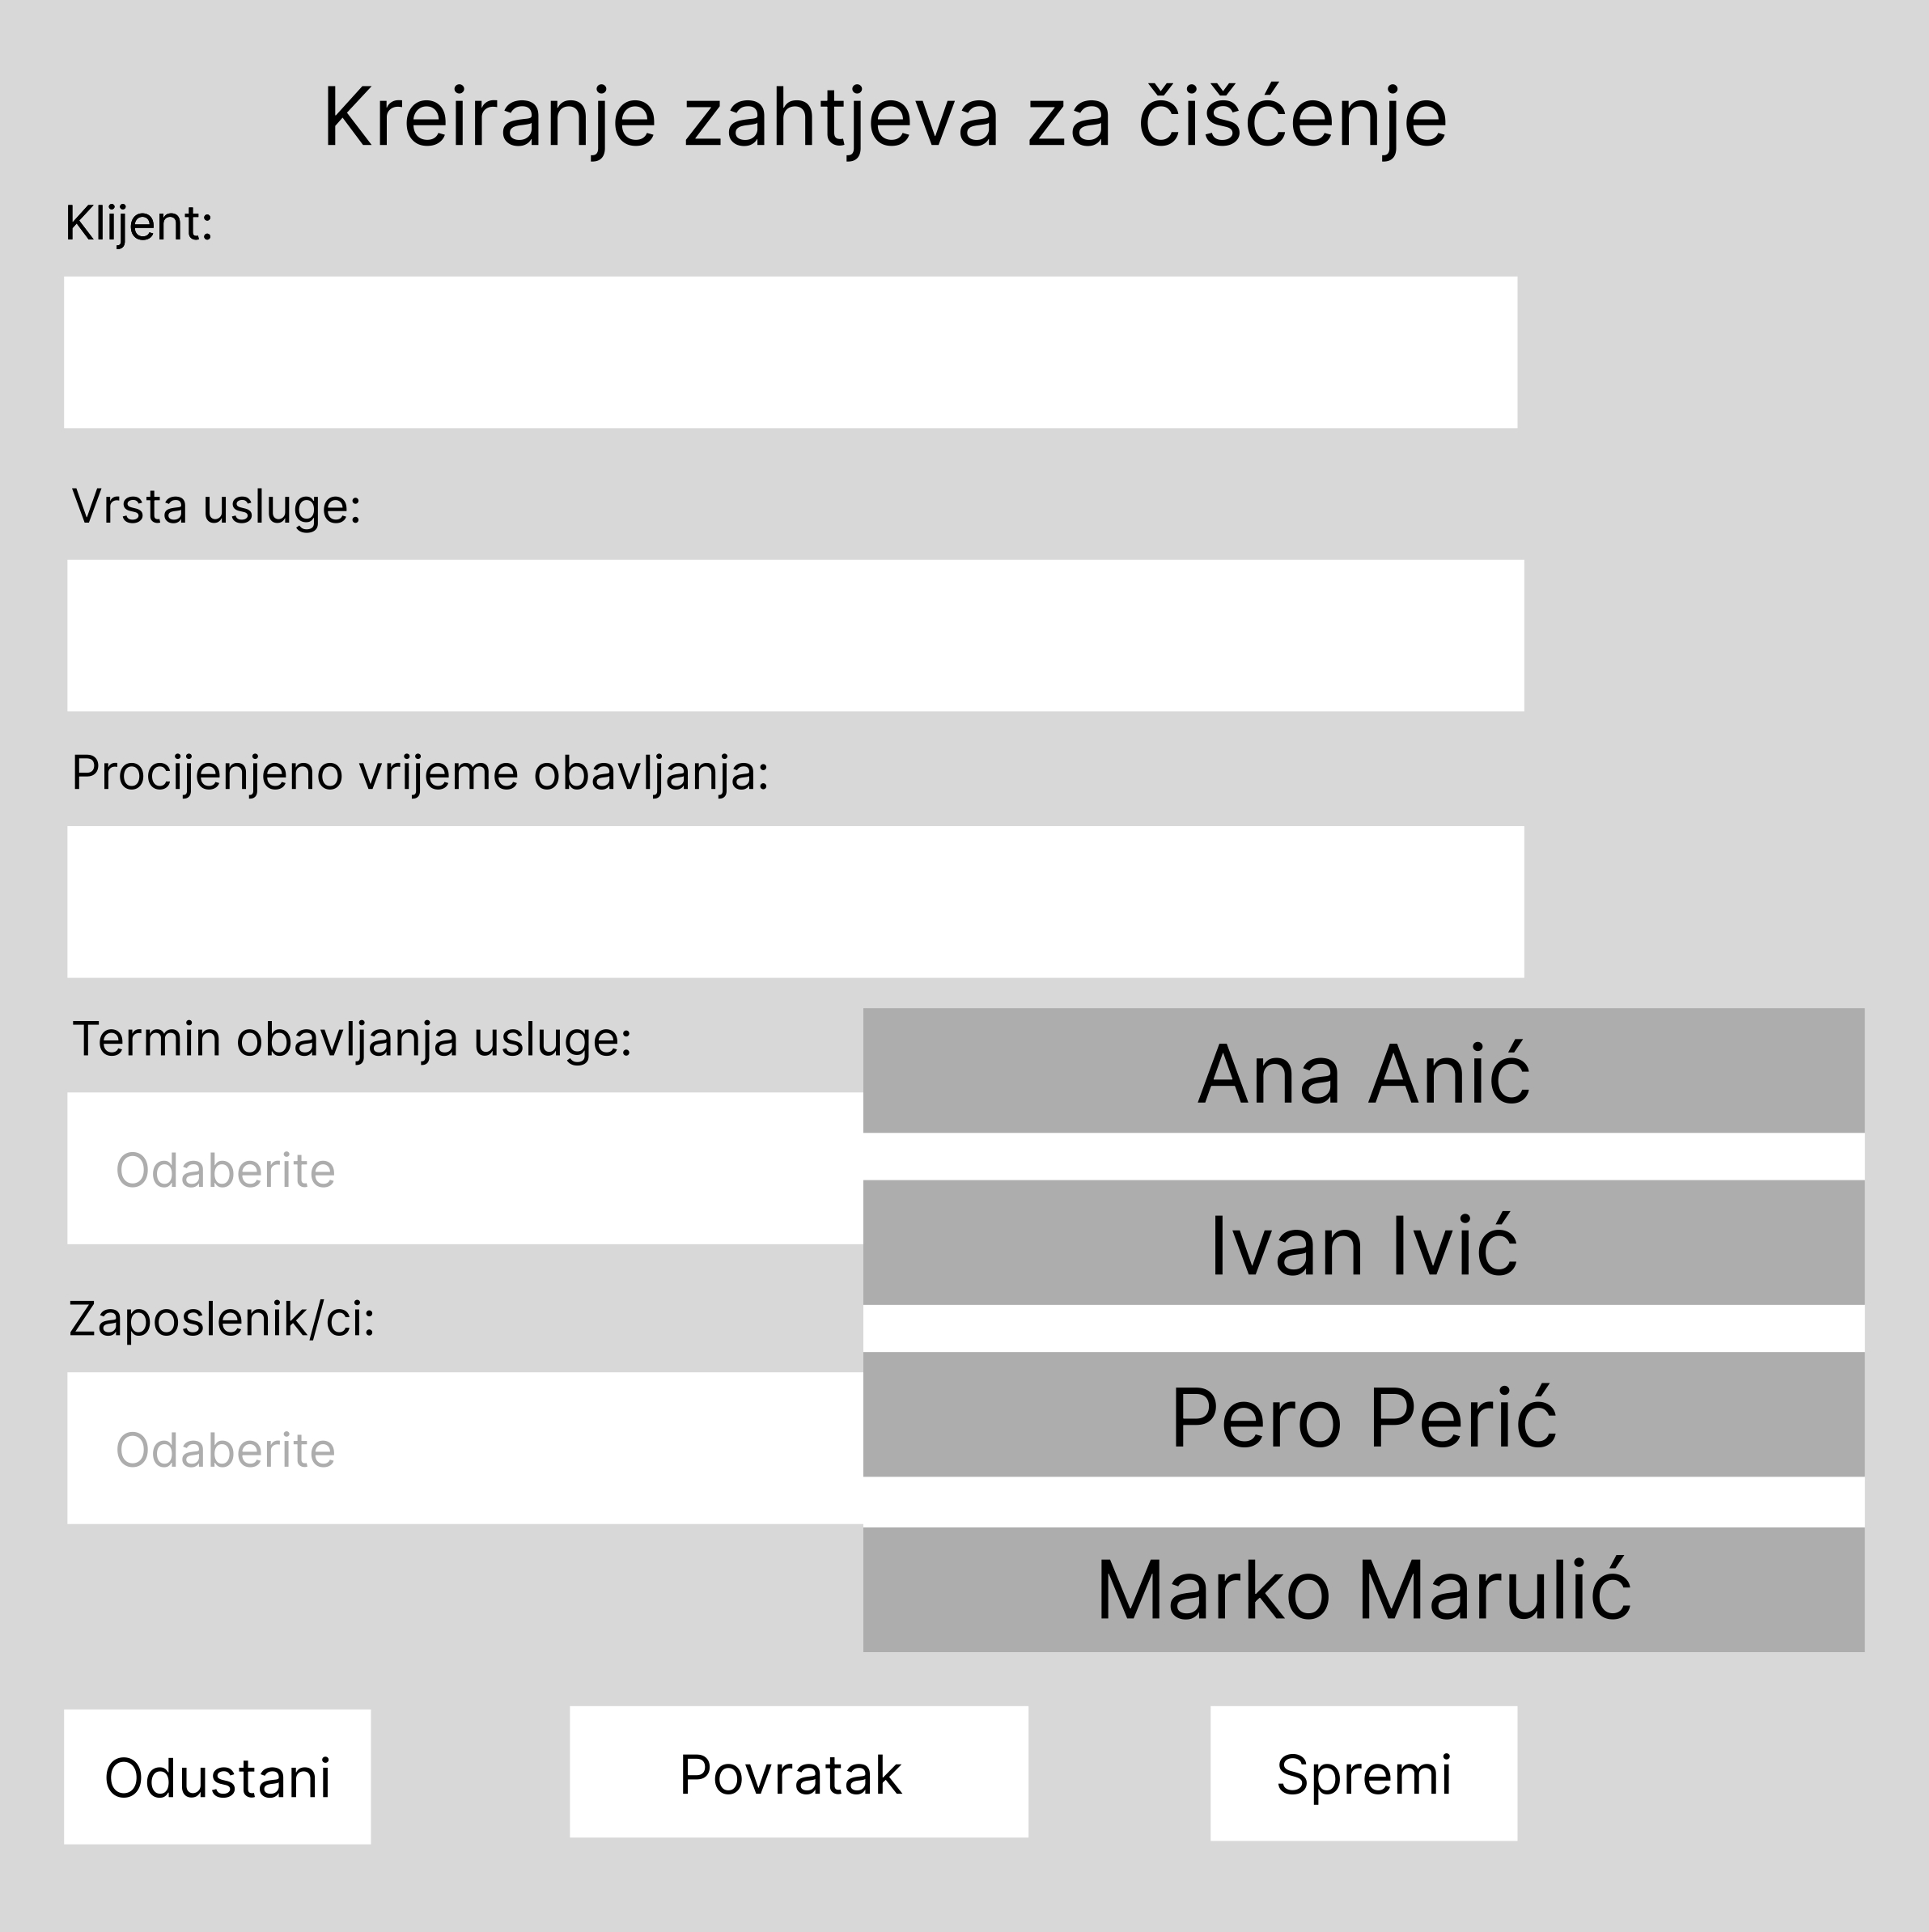 Kreiranje zahtjeva za čišćenje
Klijent:
Vrsta usluge:
Procijenjeno vrijeme obavljanja:
Termin obavljanja usluge:
Odaberite
Zaposlenik/ci:
Odaberite
Ana Anić
Ivan Ivić
Pero Perić
Marko Marulić
Odustani
Povratak
Spremi